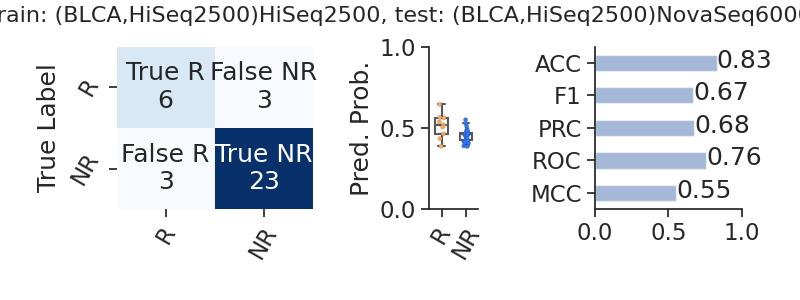 rain: (BLCA,HiSeq2500)HiSeq2500, test: (BLCA,HiSeq2500)NovaSeq600
True Label
R
NR
True R
6
False NR
3
False R
3
True NR
23
R
NR
Pred. Prob.
1.0
0.5
0.0
R
NR
ACC
0.83
F1
0.67
PRC
0.68
ROC
0.76
MCC
0.55
0.0
0.5
1.0